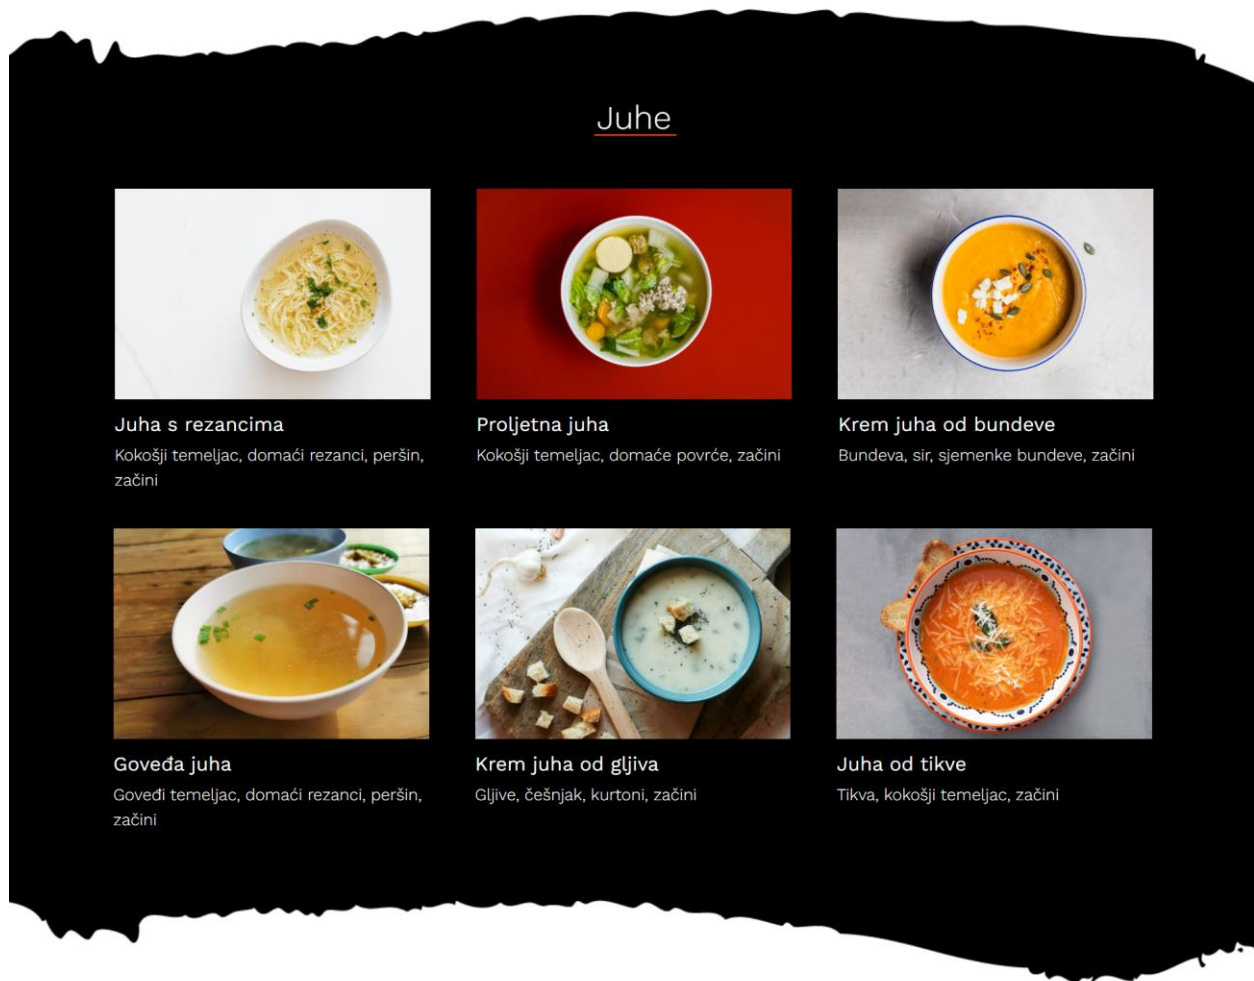 Juhe
Juha s rezancima
Kokošji temeljac, domaći rezanci, peršin,
začini
Proljetna juha
Kokošji temeljac, domaće povrće, začini
Krem juha od bundeve
Bundeva, sir, sjemenke bundeve, začini
Goveđa juha
Goveđi temeljac, domaći rezanci, peršin,
začini
Krem juha od gljiva
Gljive, češnjak, kurtoni, začini
Juha od tikve
Tikva, kokošji temeljac, začini